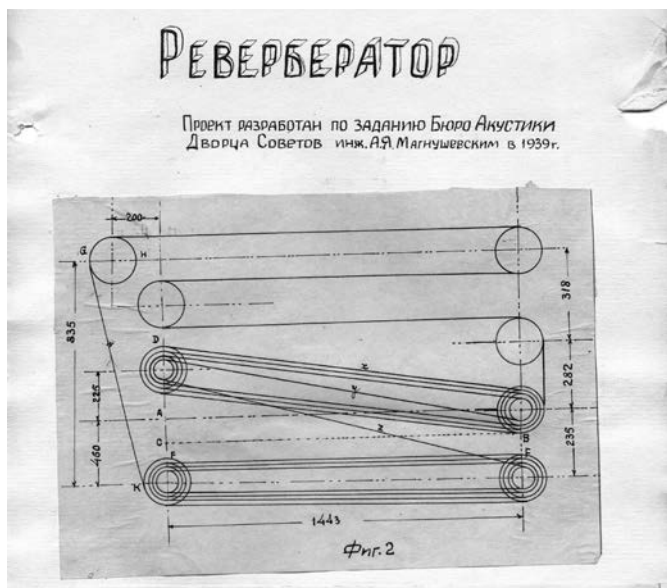 РЕВЕРБЕРАТОР
ПРОЕКТ РАЗРАБОТАН ПО ЗАДАНИЮ БЮРО АКУСТИКИ
ДВОРЦА СОВЕТОВ ИНЖ. А.Я. МАГНУШЕВСКИМ В 1939 г.
200
G
H
318
835
D
z
282
225
y
A
z
B
C
235
460
F
E
K
1443
Фиг. 2